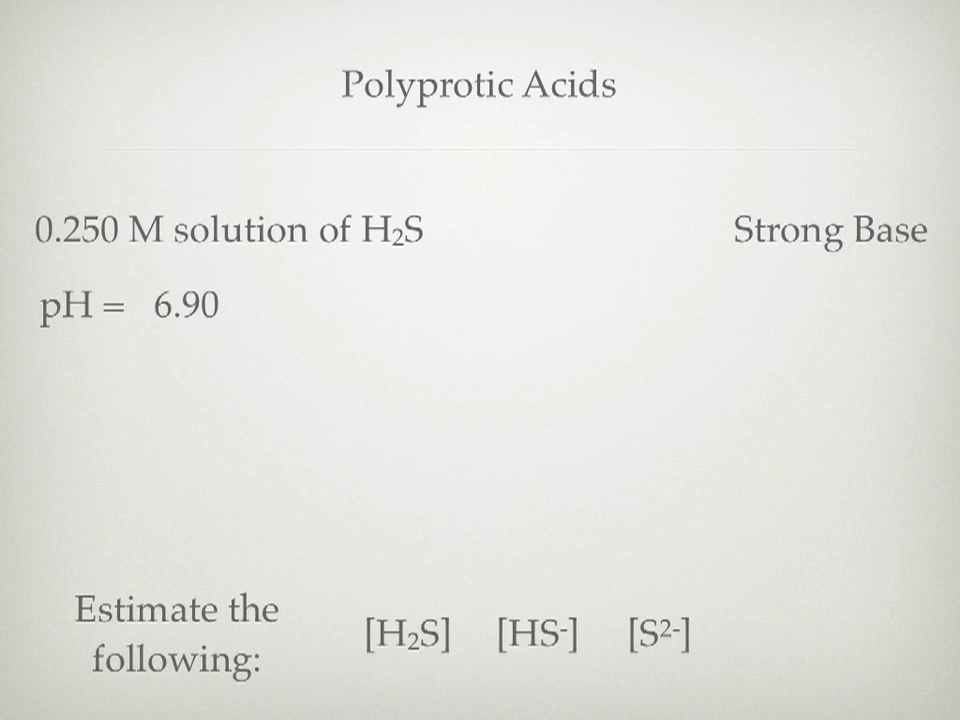 Polyprotic Acids
0.250 M solution of H₂S
Strong Base
pH = 6.90
Estimate the
following:
[H₂S] [HS⁻] [S²⁻]